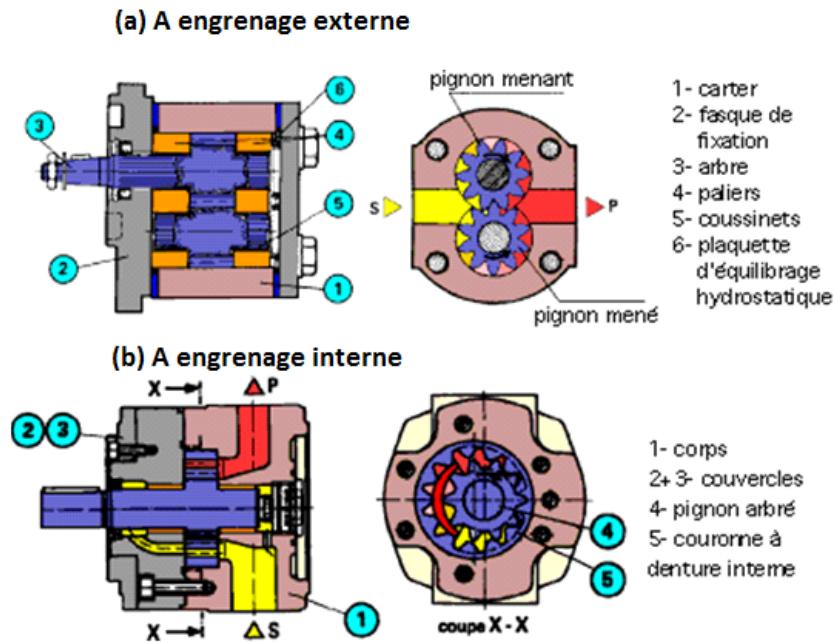 (a) A engrenage externe
pignon menant
6
3
4
5
2
1
S
P
pignon mené
1- carter
2- fasque de
fixation
3- arbre
4- paliers
5- coussinets
6- plaquette
d'équilibrage
hydrostatique
(b) A engrenage interne
X
P
2 3
1
X
S
4
5
coupe X - X
1- corps
2+3- couvercles
4- pignon arbré
5- couronne à
denture interne